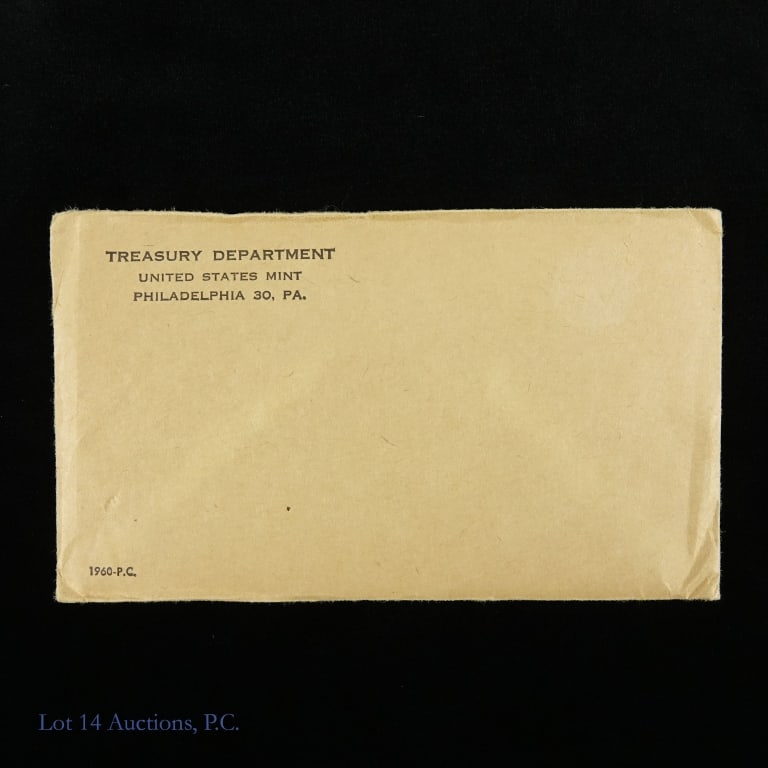 TREASURY DEPARTMENT
UNITED STATES MINT
PHILADELPHIA 30, PA.
1960-P.C.
Lot 14 Auctions, P.C.